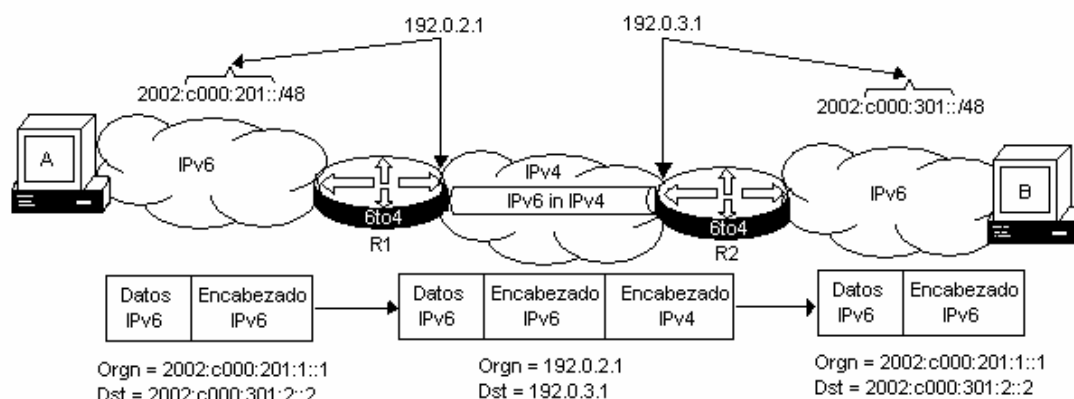 192.0.2.1
192.0.3.1
2002:c000:201::/48
2002:c000:301::/48
A
IPv6
IPv4
IPv6 in IPv4
IPv6
B
6to4
6to4
R1
R2
Datos IPv6
Encabezado IPv6
Datos IPv6
Encabezado IPv6
Encabezado IPv4
Datos IPv6
Encabezado IPv6
Orgn = 2002:c000:201:1::1
Dst = 2002:c000:301:2::2
Orgn = 192.0.2.1
Dst = 192.0.3.1
Orgn = 2002:c000:201:1::1
Dst = 2002:c000:301:2::2